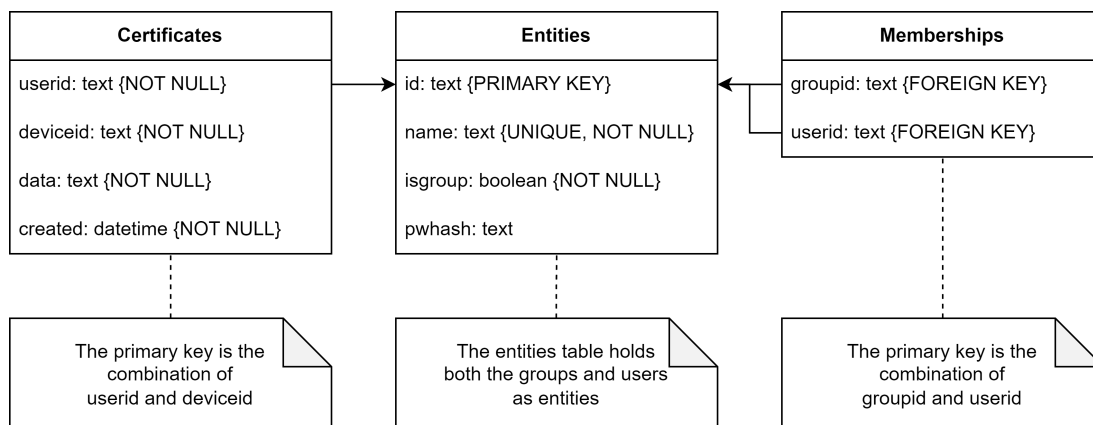 Certificates
userid: text {NOT NULL}
deviceid: text {NOT NULL}
data: text {NOT NULL}
created: datetime {NOT NULL}
The primary key is the
combination of
userid and deviceid
Entities
id: text {PRIMARY KEY}
name: text {UNIQUE, NOT NULL}
isgroup: boolean {NOT NULL}
pwhash: text
The entities table holds
both the groups and users
as entities
Memberships
groupid: text {FOREIGN KEY}
userid: text {FOREIGN KEY}
The primary key is the
combination of
groupid and userid